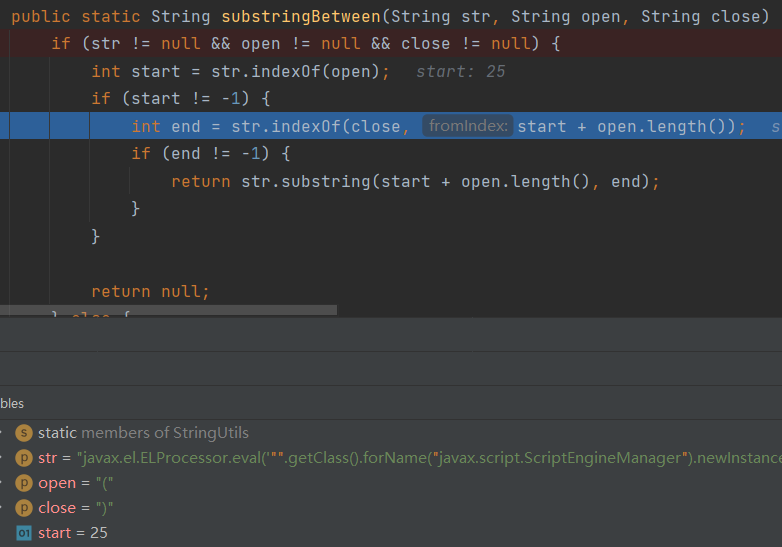 public static String substringBetween(String str, String open, String close)
if (str != null && open != null && close != null) {
int start = str.indexOf(open); start: 25
if (start != -1) {
int end = str.indexOf(close, fromIndex: start + open.length()); s
if (end != -1) {
return str.substring(start + open.length(), end);
}
}
return null;
} else {
bles
static members of StringUtils
str = "javax.el.ELProcessor.eval('"".getClass().forName("javax.script.ScriptEngineManager").newInstance
open = "("
close = ")"
start = 25